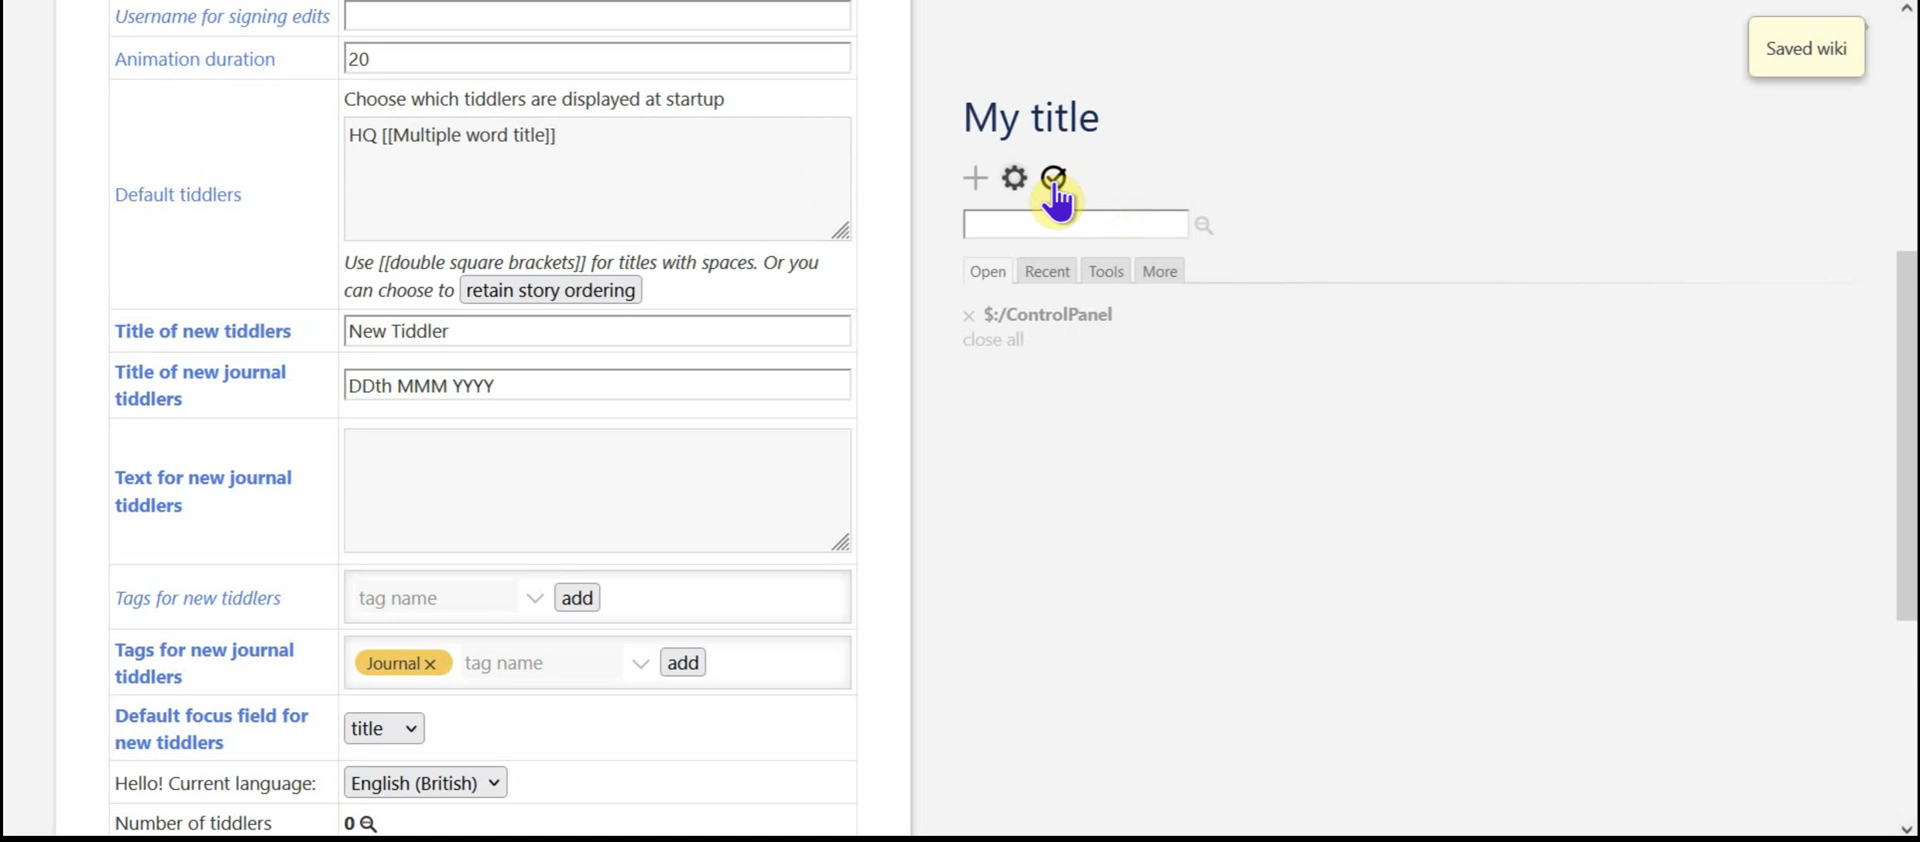 Username for signing edits
Animation duration
20
Default tiddlers
Choose which tiddlers are displayed at startup
HQ [[Multiple word title]]
Use [[double square brackets]] for titles with spaces. Or you
can choose to retain story ordering
Title of new tiddlers
New Tiddler
Title of new journal
tiddlers
DDth MMM YYYY
Text for new journal
tiddlers
Tags for new tiddlers
tag name add
Tags for new journal
tiddlers
Journal × tag name add
Default focus field for
new tiddlers
title
Hello! Current language:
English (British)
Number of tiddlers
0
Saved wiki
My title
Open Recent Tools More
× $:/ControlPanel
close all